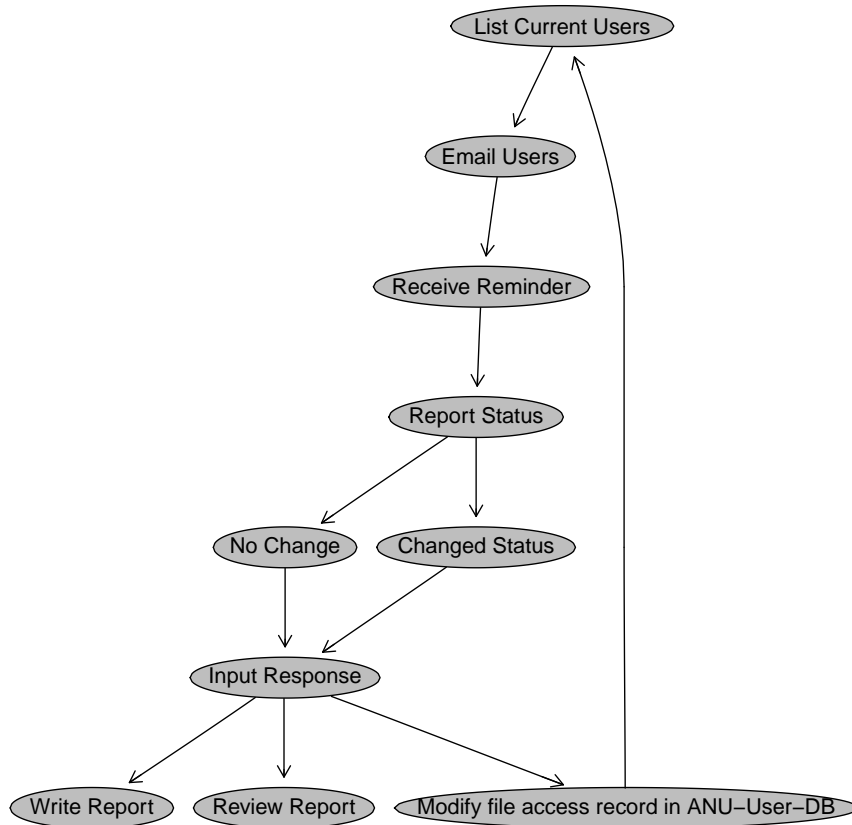 List Current Users
Email Users
Receive Reminder
Report Status
No Change
Changed Status
Input Response
Write Report
Review Report
Modify file access record in ANU−User−DB